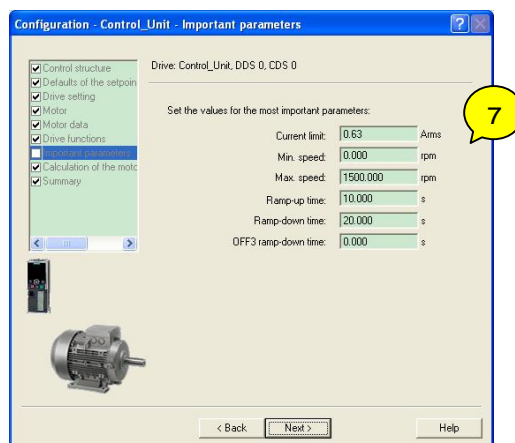 Configuration - Control_Unit - Important parameters
Control structure
Defaults of the setpoin
Drive setting
Motor
Motor data
Drive functions
Important parameters
Calculation of the motc
Summary
Drive: Control_Unit, DDS 0, CDS 0
Set the values for the most important parameters:
7
Current limit: 0.63 Arms
Min. speed: 0.000 rpm
Max. speed: 1500.000 rpm
Ramp-up time: 10.000 s
Ramp-down time: 20.000 s
OFF3 ramp-down time: 0.000 s
< Back Next > Help